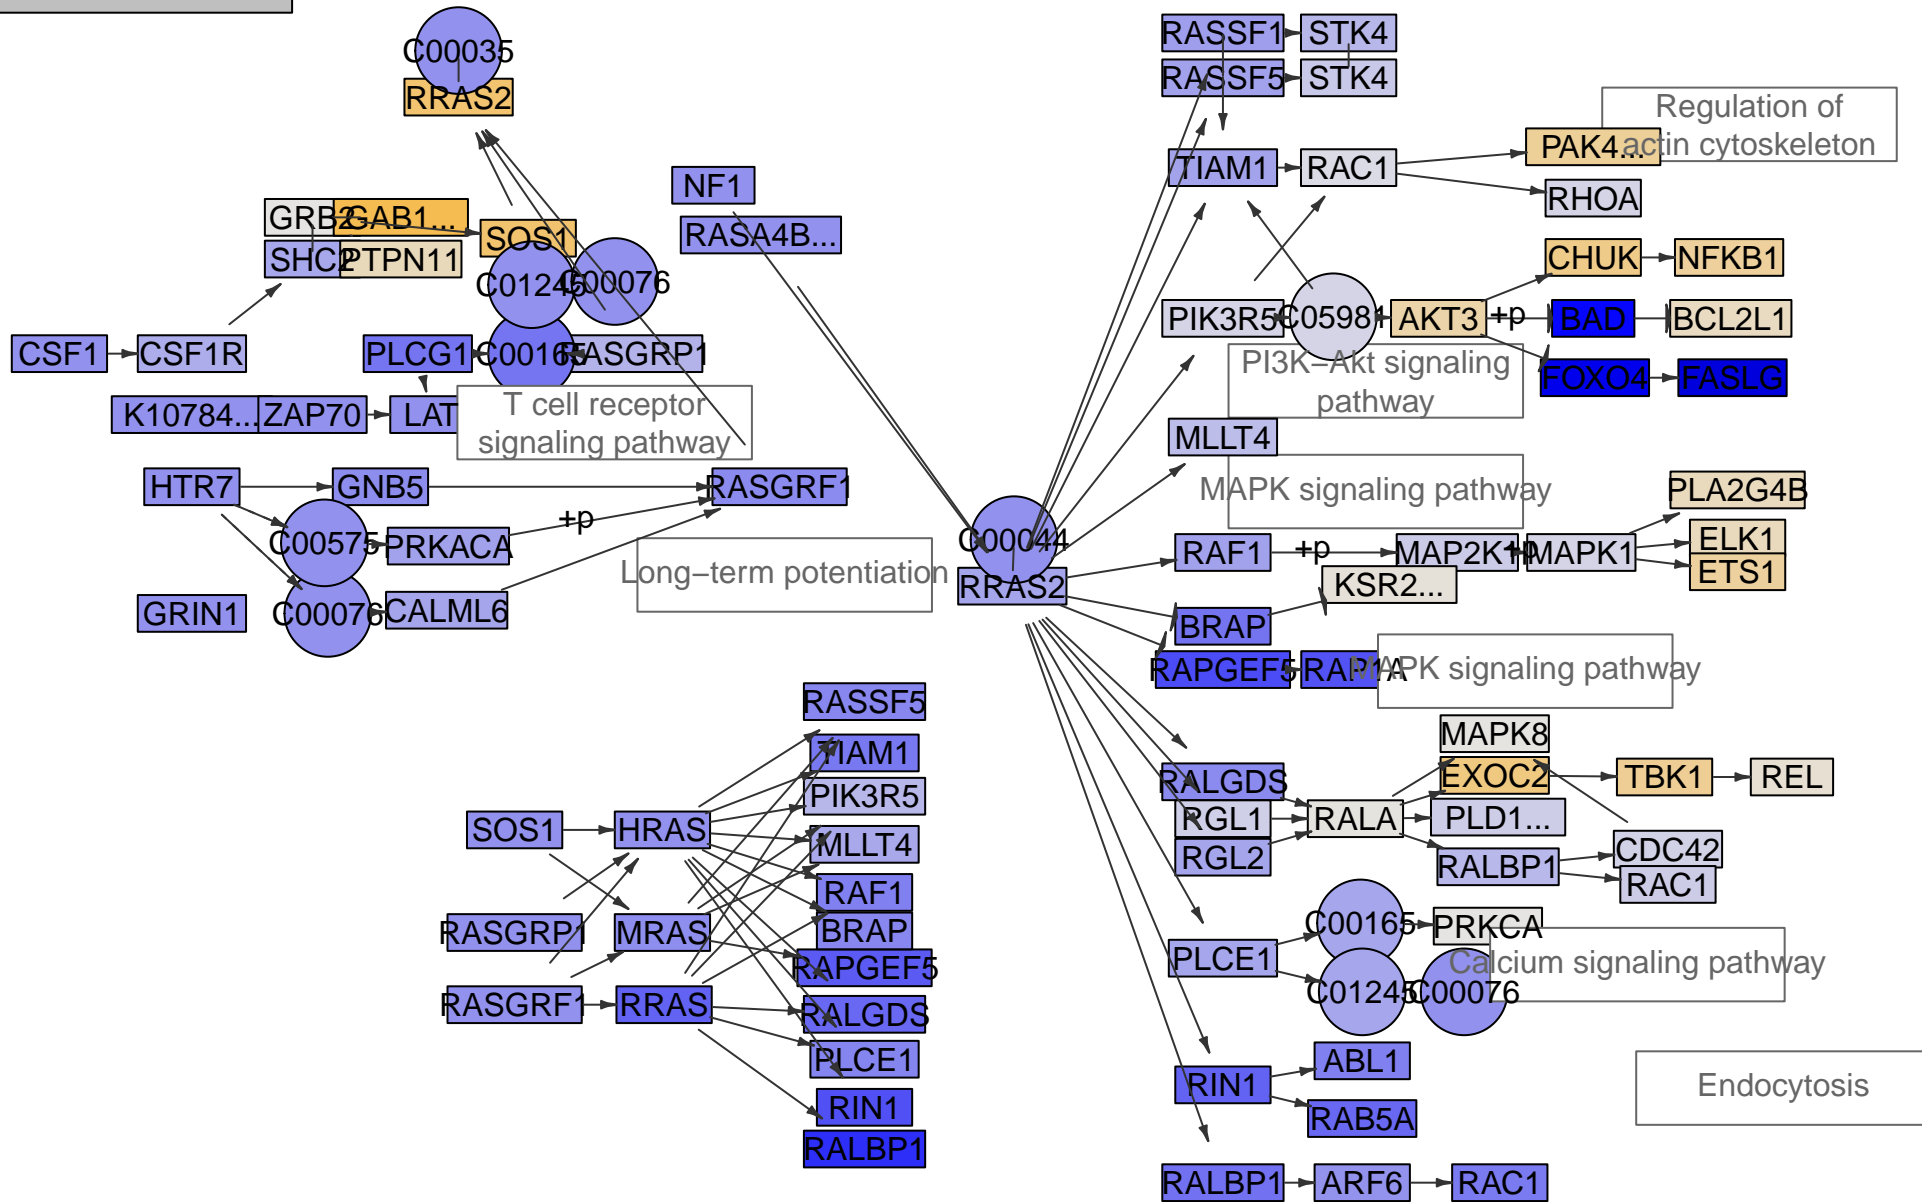 C00035
RRAS2
NF1
RASA4B...
GRB2
GAB1...
SOS1
SHC2
PTPN11
C01245
C00076
CSF1
CSF1R
PLCG1
C00165
RASGRP1
K10784...
ZAP70
LAT
T cell receptor
signaling pathway
HTR7
GNB5
RASGRF1
C00575
PRKACA
+p
GRIN1
C00076
CALML6
Long–term potentiation
C00044
RRAS2
RASSF1
STK4
RASSF5
STK4
Regulation of
actin cytoskeleton
PAK4...
TIAM1
RAC1
RHOA
CHUK
NFKB1
PIK3R5
C05981
AKT3
+p
BAD
BCL2L1
PI3K–Akt signaling
pathway
FOXO4
FASLG
MLLT4
MAPK signaling pathway
PLA2G4B
RAF1
+p
MAP2K1
+p
MAPK1
ELK1
ETS1
KSR2...
BRAP
RAPGEF5
RAP1A
MAPK signaling pathway
MAPK8
RALGDS
EXOC2
TBK1
REL
RGL1
RALA
PLD1...
RGL2
RALBP1
CDC42
RAC1
C00165
PRKCA
PLCE1
Calcium signaling pathway
C01245
C00076
RIN1
ABL1
RAB5A
Endocytosis
RALBP1
ARF6
RAC1
RASSF5
TIAM1
PIK3R5
SOS1
HRAS
MLLT4
RAF1
RASGRP1
MRAS
BRAP
RAPGEF5
RASGRF1
RRAS
RALGDS
PLCE1
RIN1
RALBP1